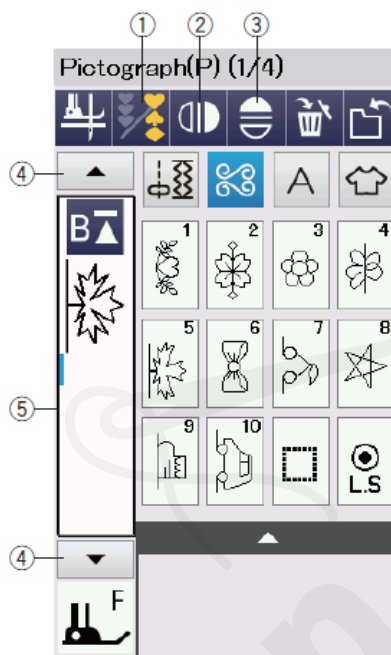 ① ② ③
Pictograph(P) (1/4)
④
A
B 1 2 3 4
5 6 7 8
⑤
9 10
L.S
④
F